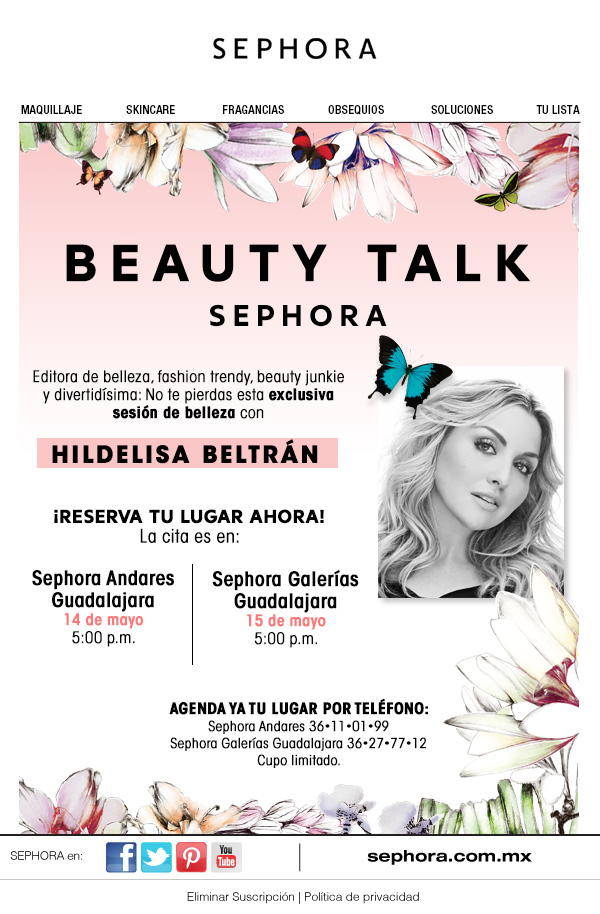 SEPHORA
MAQUILLAJE SKINCARE FRAGANCIAS OBSEQUIOS SOLUCIONES TU LISTA
BEAUTY TALK
SEPHORA
Editora de belleza, fashion trendy, beauty junkie
y divertidísima: No te pierdas esta exclusiva
sesión de belleza con
HILDELISA BELTRÁN
¡RESERVA TU LUGAR AHORA!
La cita es en:
Sephora Andares
Guadalajara
14 de mayo
5:00 p.m.
Sephora Galerías
Guadalajara
15 de mayo
5:00 p.m.
AGENDA YA TU LUGAR POR TELÉFONO:
Sephora Andares 36•11•01•99
Sephora Galerías Guadalajara 36•27•77•12
Cupo limitado.
SEPHORA en: f You Tube sephora.com.mx
Eliminar Suscripción | Política de privacidad